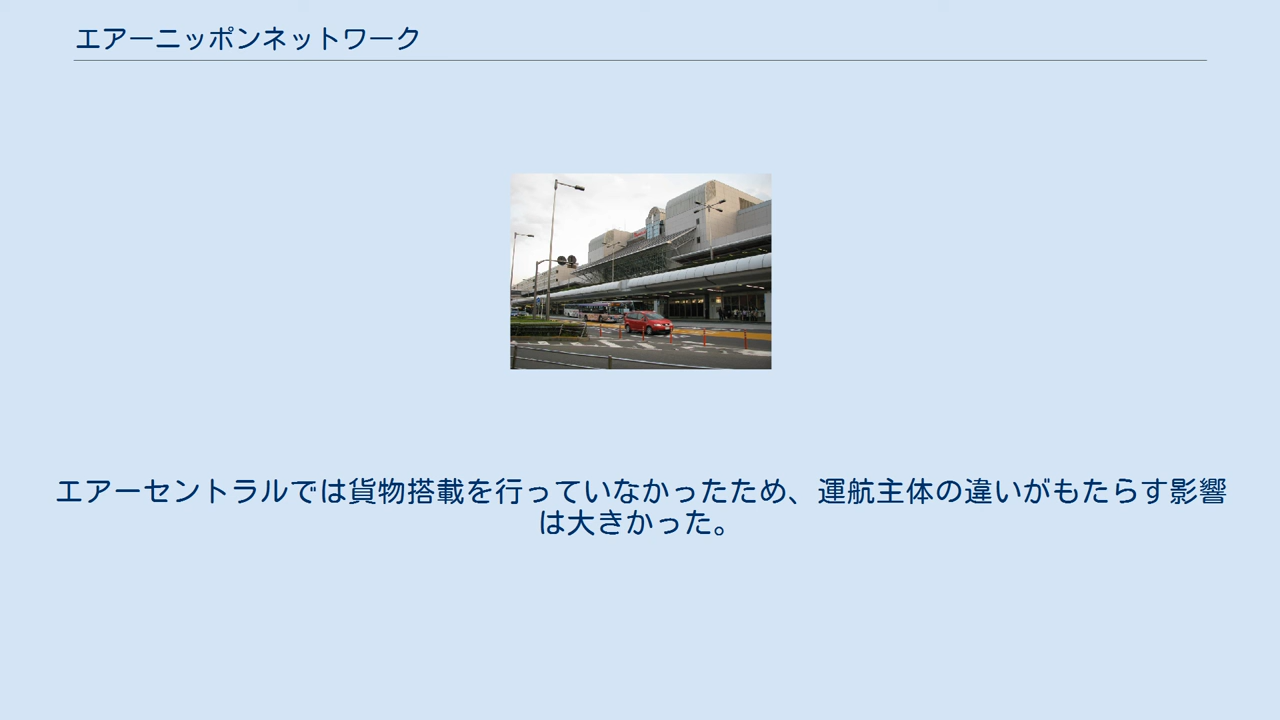 エアーニッポンネットワーク
エアーセントラルでは貨物搭載を行っていなかったため、運航主体の違いがもたらす影響
は大きかった。